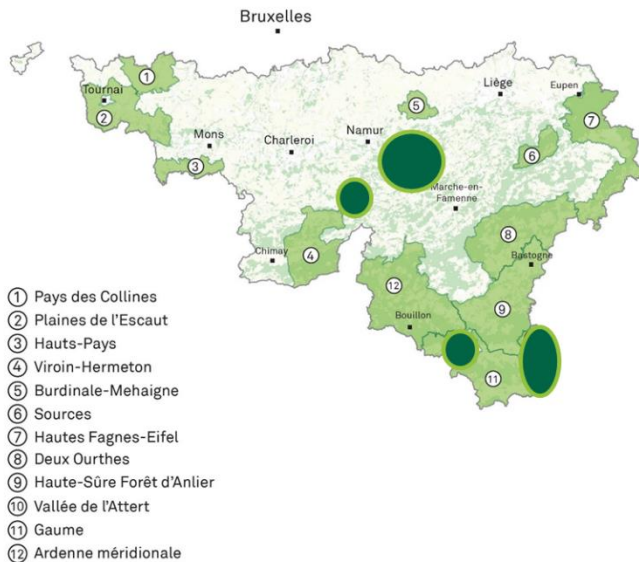 Bruxelles
1
Tournai
2
Mons
3
Charleroi
Namur
5
Liège
Eupen
7
6
Marche-en-
Famenne
Chimay
4
12
8
Bastogne
9
Bouillon
11
1 Pays des Collines
2 Plaines de l'Escaut
3 Hauts-Pays
4 Viroin-Hermeton
5 Burdinale-Mehaigne
6 Sources
7 Hautes Fagnes-Eifel
8 Deux Ourthes
9 Haute-Sûre Forêt d'Anlier
10 Vallée de l'Attert
11 Gaume
12 Ardenne méridionale